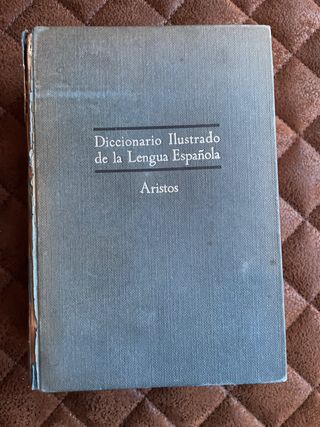 Diccionario Ilustrado
de la Lengua Española
Aristos